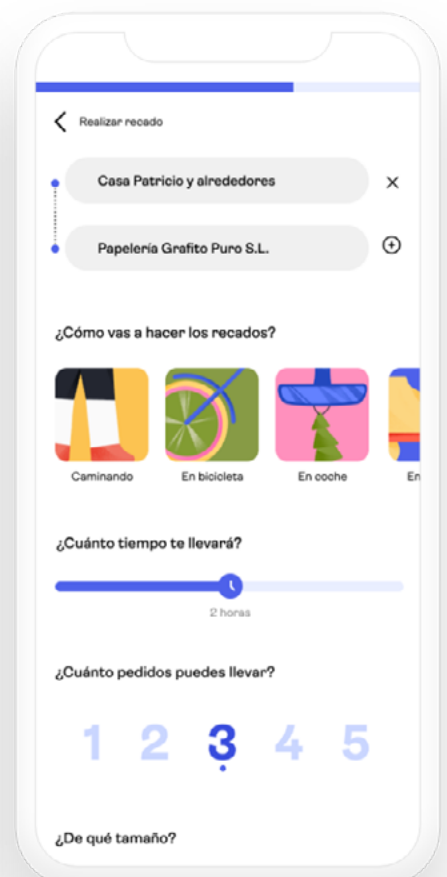 Realizar recado
Casa Patricio y alrededores
Papelería Grafito Puro S.L.
¿Cómo vas a hacer los recados?
Caminando
En bicicleta
En coche
En
¿Cuánto tiempo te llevará?
2 horas
¿Cuánto pedidos puedes llevar?
1 2 3 4 5
¿De qué tamaño?